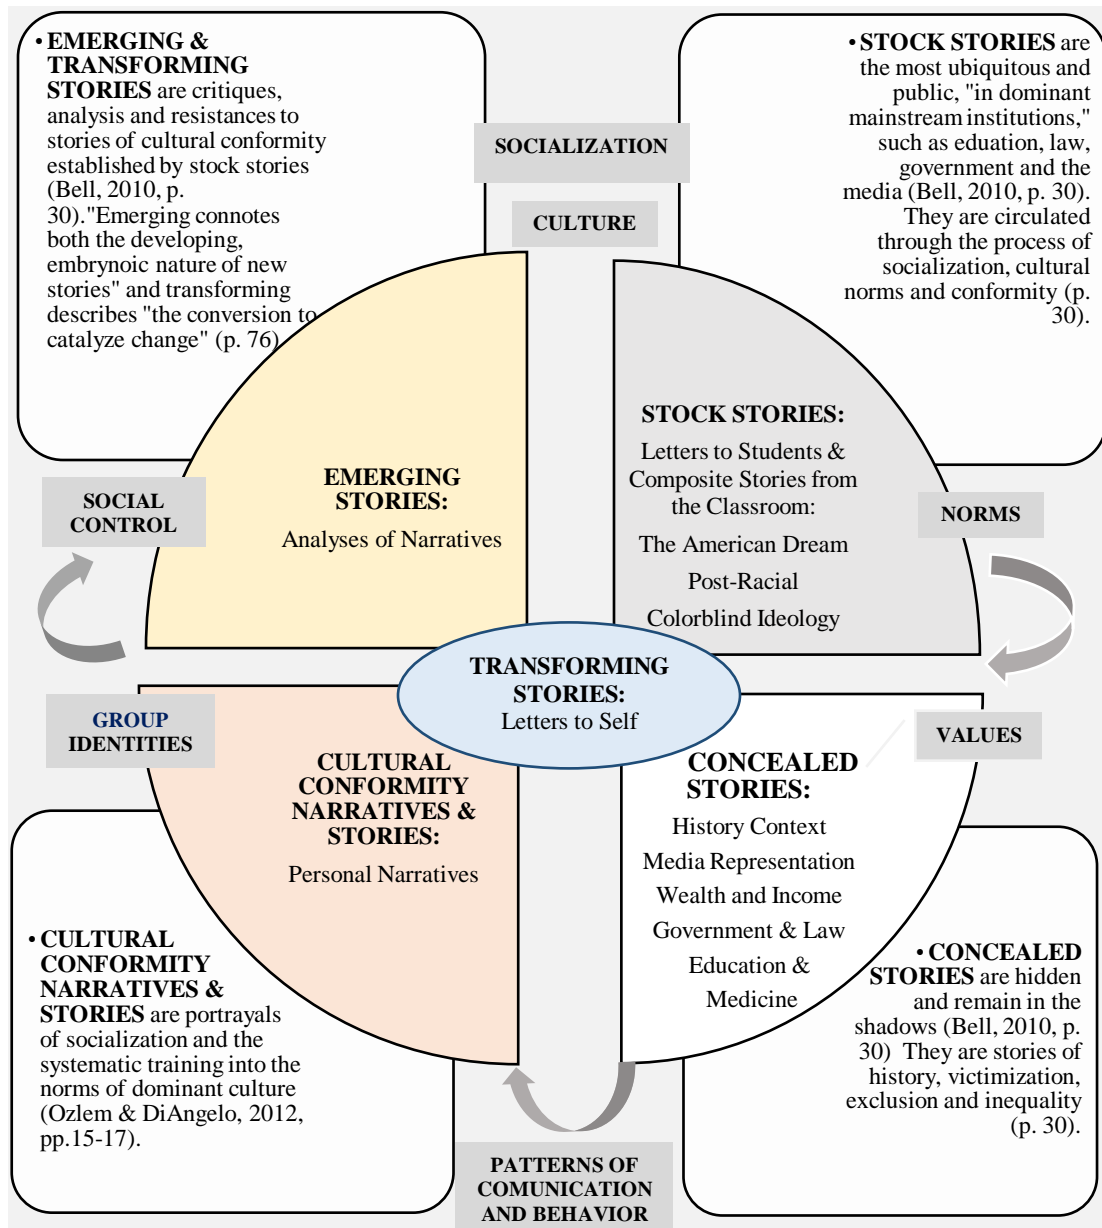 • EMERGING &
TRANSFORMING
STORIES are critiques,
analysis and resistances to
stories of cultural conformity
established by stock stories
(Bell, 2010, p.
30)."Emerging connotes
both the developing,
embrynoic nature of new
stories" and transforming
describes "the conversion to
catalyze change" (p. 76)
SOCIALIZATION
CULTURE
• STOCK STORIES are
the most ubiquitous and
public, "in dominant
mainstream institutions,"
such as eduation, law,
government and the
media (Bell, 2010, p. 30).
They are circulated
through the process of
socialization, cultural
norms and conformity (p.
30).
EMERGING
STORIES:
Analyses of Narratives
STOCK STORIES:
Letters to Students &
Composite Stories from
the Classroom:
The American Dream
Post-Racial
Colorblind Ideology
SOCIAL
CONTROL
NORMS
TRANSFORMING
STORIES:
Letters to Self
GROUP
IDENTITIES
VALUES
CULTURAL
CONFORMITY
NARRATIVES &
STORIES:
Personal Narratives
CONCEALED
STORIES:
History Context
Media Representation
Wealth and Income
Government & Law
Education &
Medicine
• CULTURAL
CONFORMITY
NARRATIVES &
STORIES are portrayals
of socialization and the
systematic training into the
norms of dominant culture
(Ozlem & DiAngelo, 2012,
pp.15-17).
• CONCEALED
STORIES are hidden
and remain in the
shadows (Bell, 2010, p.
30) They are stories of
history, victimization,
exclusion and inequality
(p. 30).
PATTERNS OF
COMUNICATION
AND BEHAVIOR